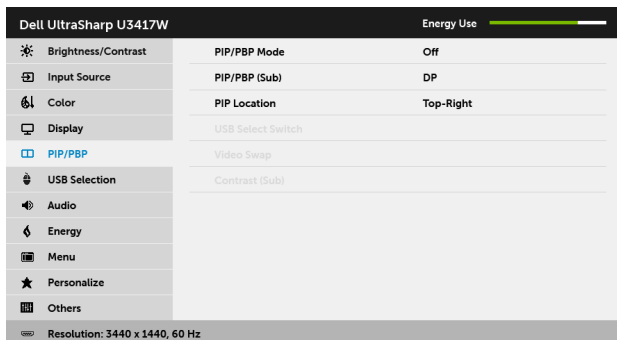 Dell UltraSharp U3417W Energy Use
Brightness/Contrast PIP/PBP Mode Off
Input Source PIP/PBP (Sub) DP
Color PIP Location Top-Right
Display USB Select Switch
PIP/PBP Video Swap
USB Selection Contrast (Sub)
Audio
Energy
Menu
Personalize
Others
Resolution: 3440 x 1440, 60 Hz